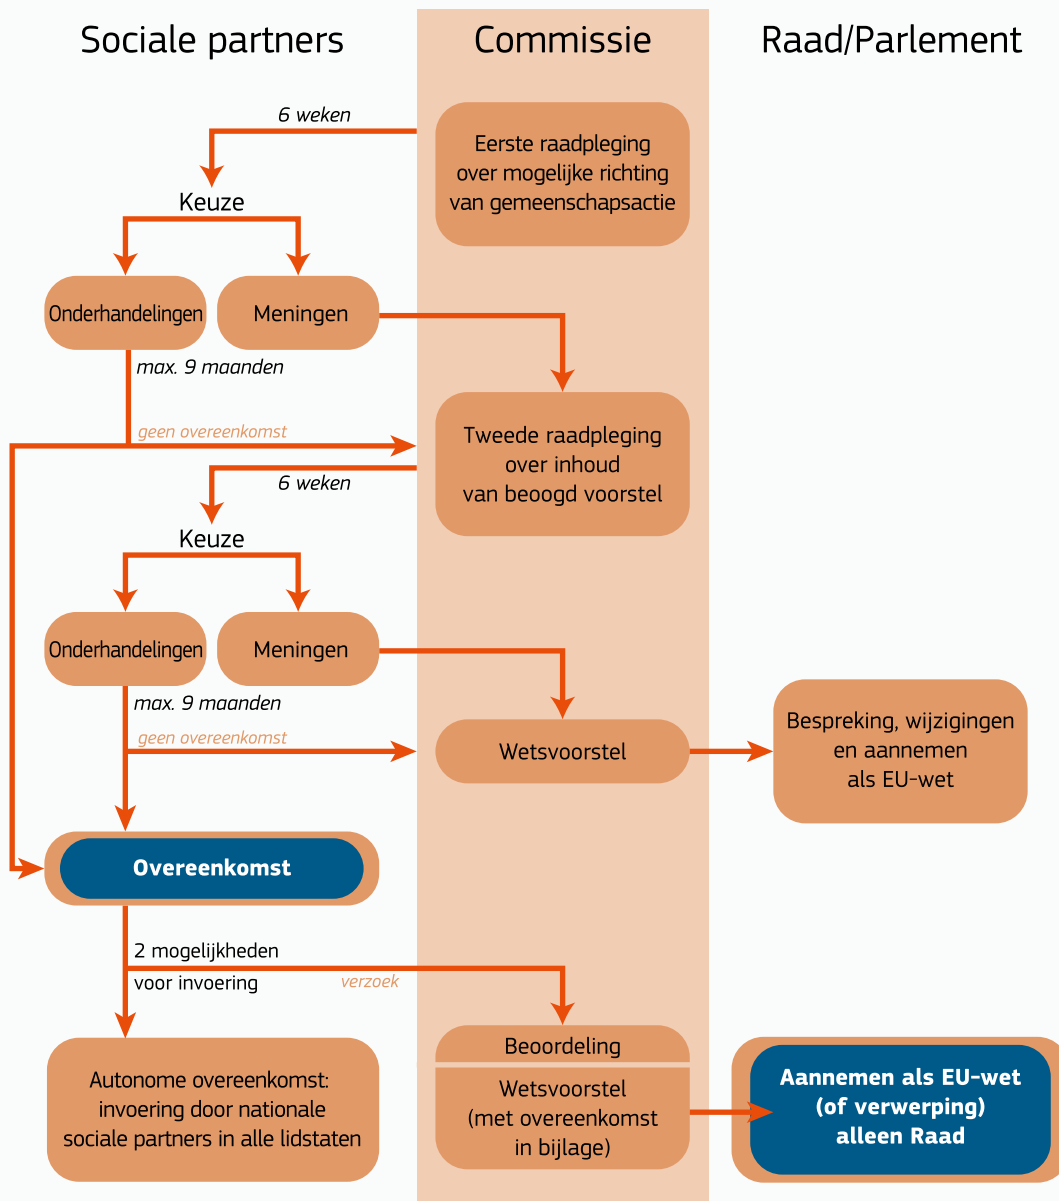 Sociale partners
Commissie
Raad/Parlement
6 weken
Eerste raadpleging
over mogelijke richting
van gemeenschapsactie
Keuze
Onderhandelingen
Meningen
max. 9 maanden
geen overeenkomst
Tweede raadpleging
over inhoud
van beoogd voorstel
6 weken
Keuze
Onderhandelingen
Meningen
max. 9 maanden
geen overeenkomst
Wetsvoorstel
Bespreking, wijzigingen
en aannemen
als EU-wet
Overeenkomst
2 mogelijkheden
voor invoering
verzoek
Autonome overeenkomst:
invoering door nationale
sociale partners in alle lidstaten
Beoordeling
Wetsvoorstel
(met overeenkomst
in bijlage)
Aannemen als EU-wet
(of verwerping)
alleen Raad